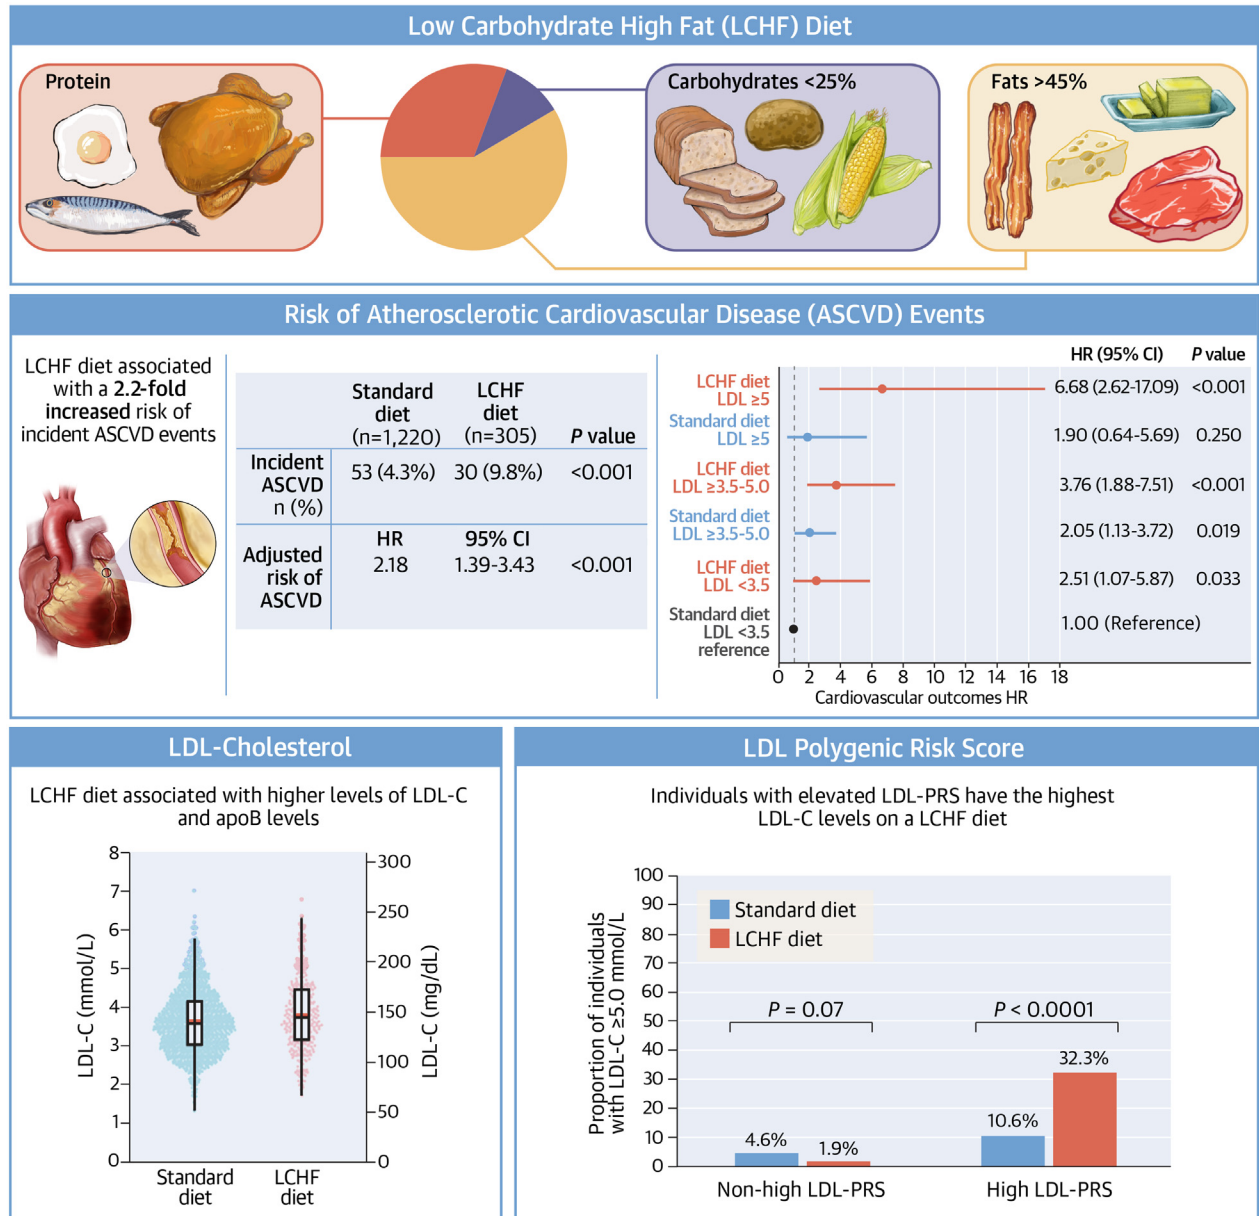 Low Carbohydrate High Fat (LCHF) Diet
Protein
Carbohydrates <25%
Fats >45%
Risk of Atherosclerotic Cardiovascular Disease (ASCVD) Events
LCHF diet associated
with a 2.2-fold
increased risk of
incident ASCVD events
Standard
diet
(n=1,220)
LCHF
diet
(n=305)
P value
Incident
ASCVD
n (%)
53 (4.3%)
30 (9.8%)
<0.001
HR
95% CI
Adjusted
risk of
ASCVD
2.18
1.39-3.43
<0.001
HR (95% CI)
P value
LCHF diet
LDL ≥5
6.68 (2.62-17.09)
<0.001
Standard diet
LDL ≥5
1.90 (0.64-5.69)
0.250
LCHF diet
LDL ≥3.5-5.0
3.76 (1.88-7.51)
<0.001
Standard diet
LDL ≥3.5-5.0
2.05 (1.13-3.72)
0.019
LCHF diet
LDL <3.5
2.51 (1.07-5.87)
0.033
Standard diet
LDL <3.5
reference
1.00 (Reference)
0 2 4 6 8 10 12 14 16 18
Cardiovascular outcomes HR
LDL-Cholesterol
LCHF diet associated with higher levels of LDL-C
and apoB levels
LDL-C (mmol/L)
8
7
6
5
4
3
2
1
0
300
250
200
150
100
50
0
LDL-C (mg/dL)
Standard
diet
LCHF
diet
LDL Polygenic Risk Score
Individuals with elevated LDL-PRS have the highest
LDL-C levels on a LCHF diet
Proportion of individuals
with LDL-C ≥5.0 mmol/L
100
90
80
70
60
50
40
30
20
10
0
Standard diet
LCHF diet
P = 0.07
P < 0.0001
4.6%
1.9%
10.6%
32.3%
Non-high LDL-PRS
High LDL-PRS